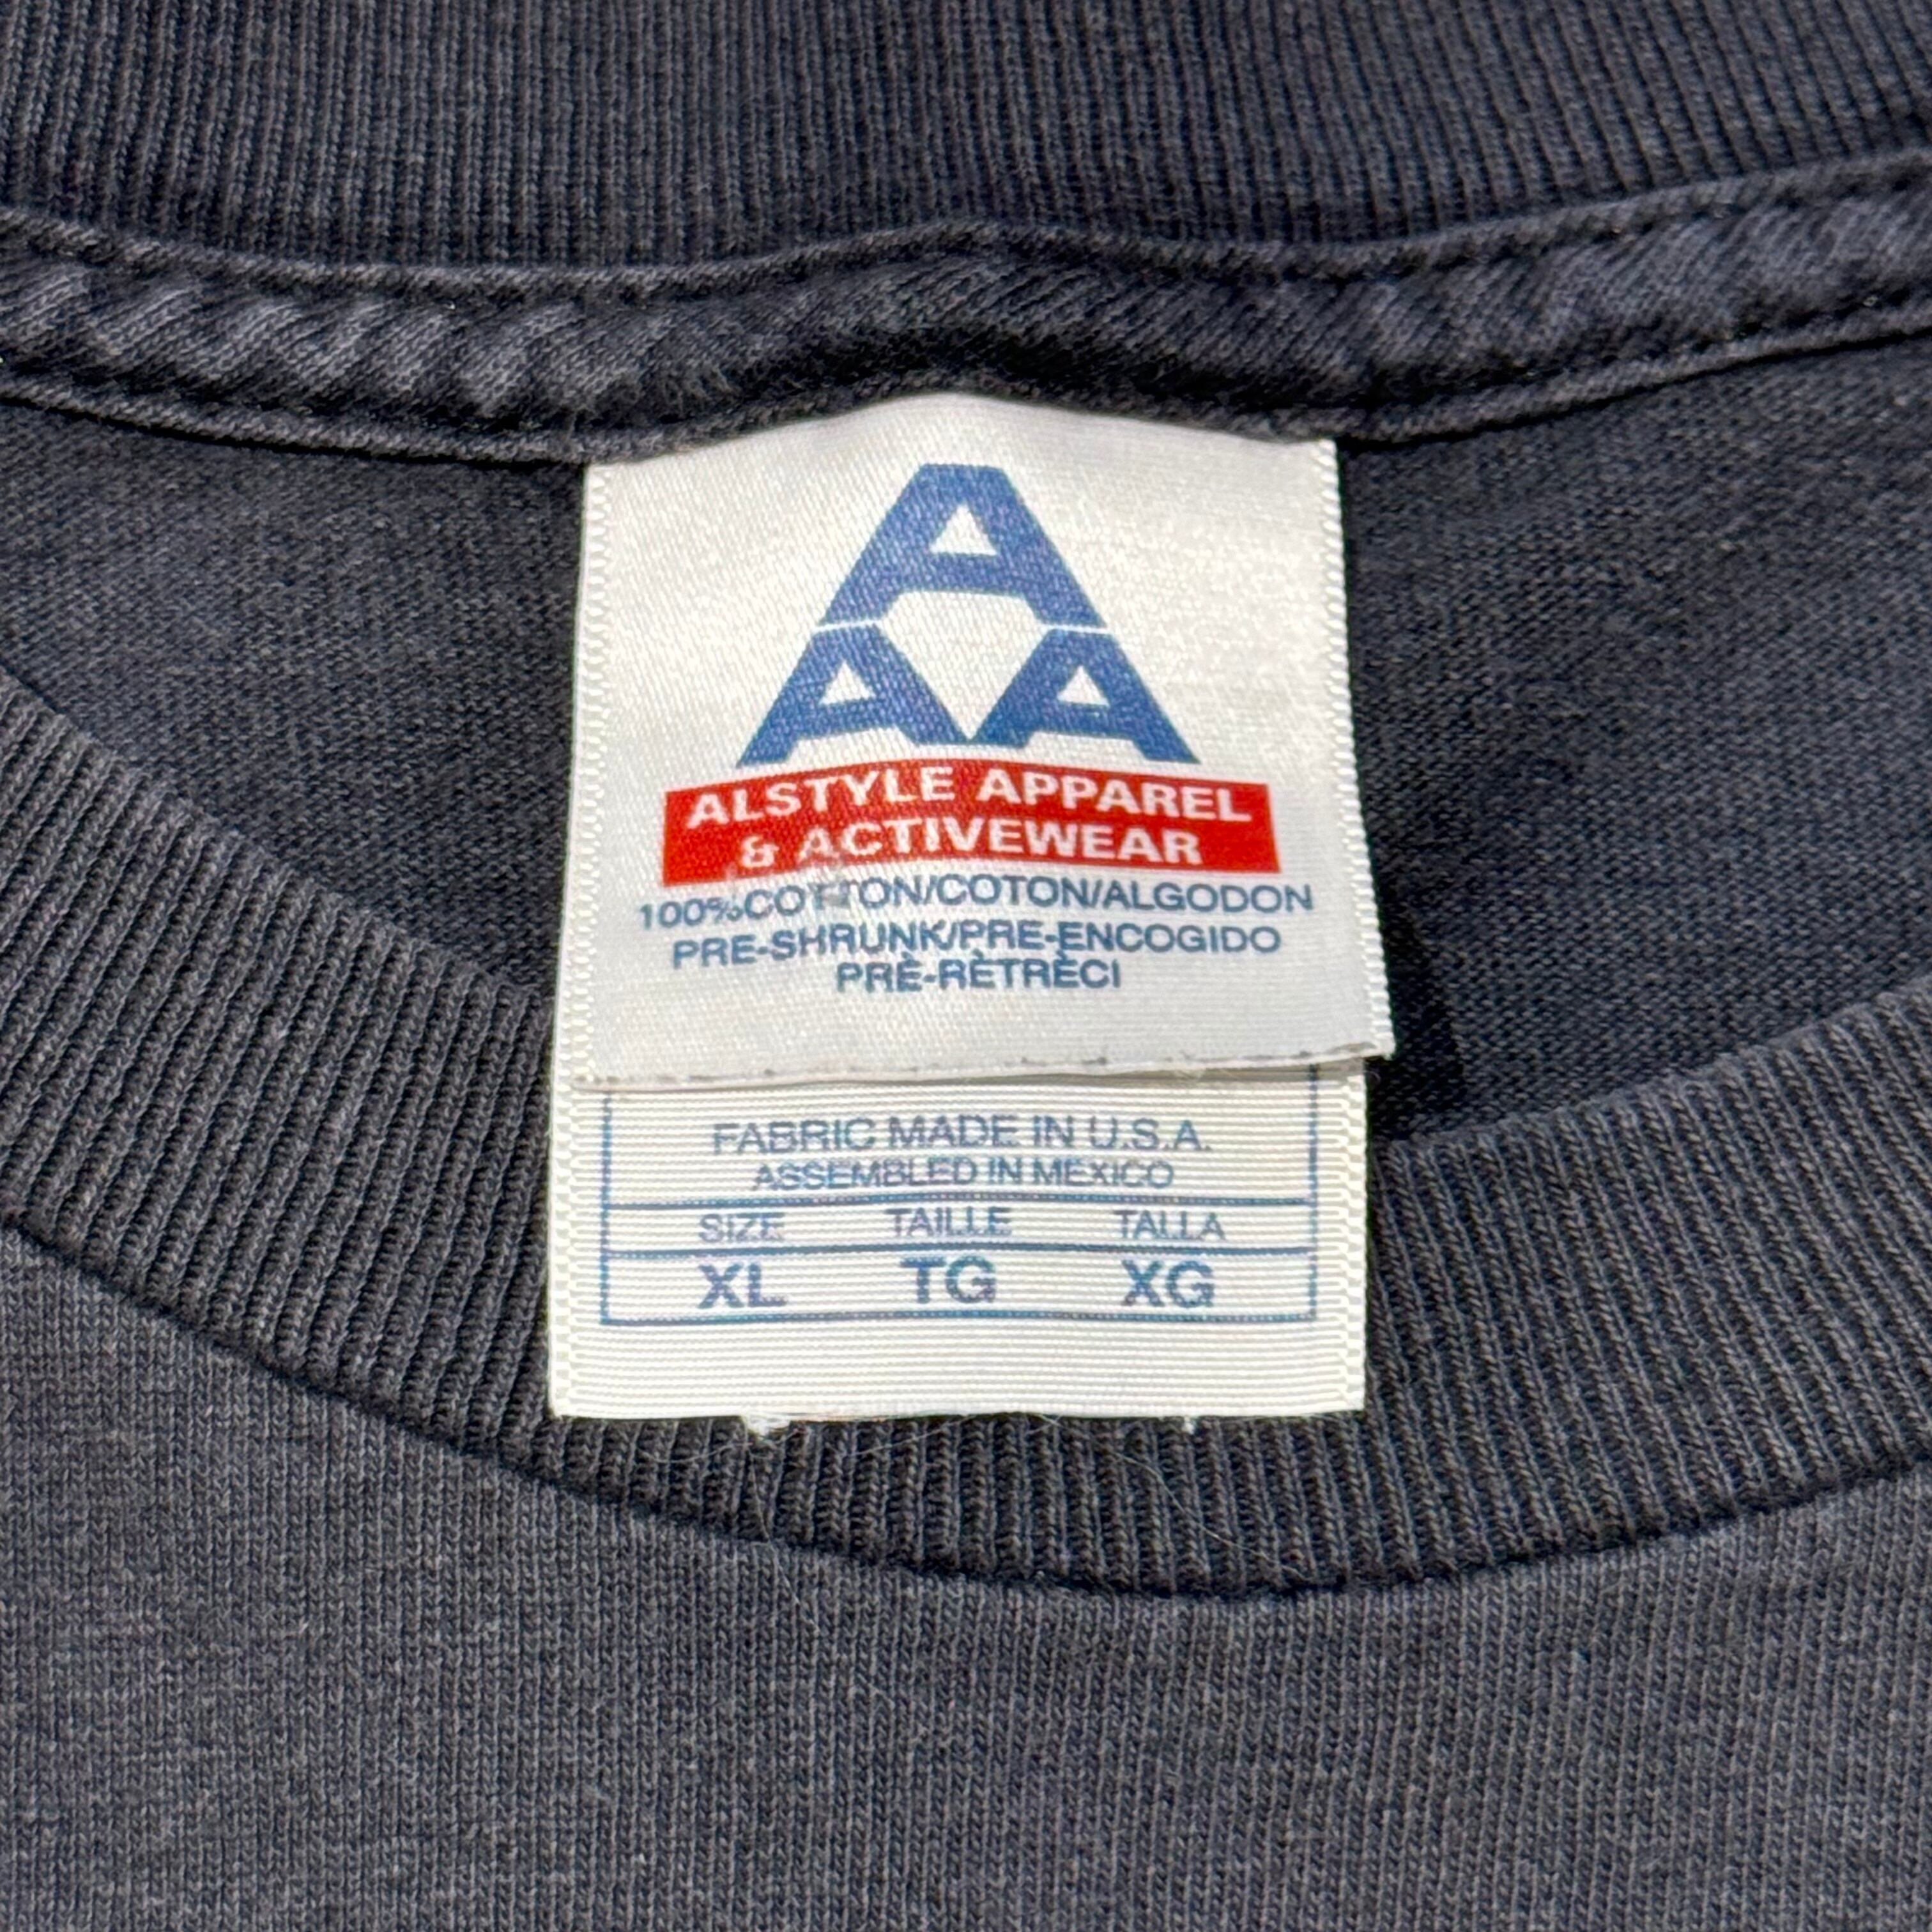 A
A A
ALSTYLE APPAREL
& ACTIVEWEAR
100%COTTON/COTON/ALGODON
PRE-SHRUNK/PRE-ENCOGIDO
PRÈ-RÈTRÈCI
FABRIC MADE IN U.S.A.
ASSEMBLED IN MEXICO
SIZE TAILLE TALLA
XL TG XG